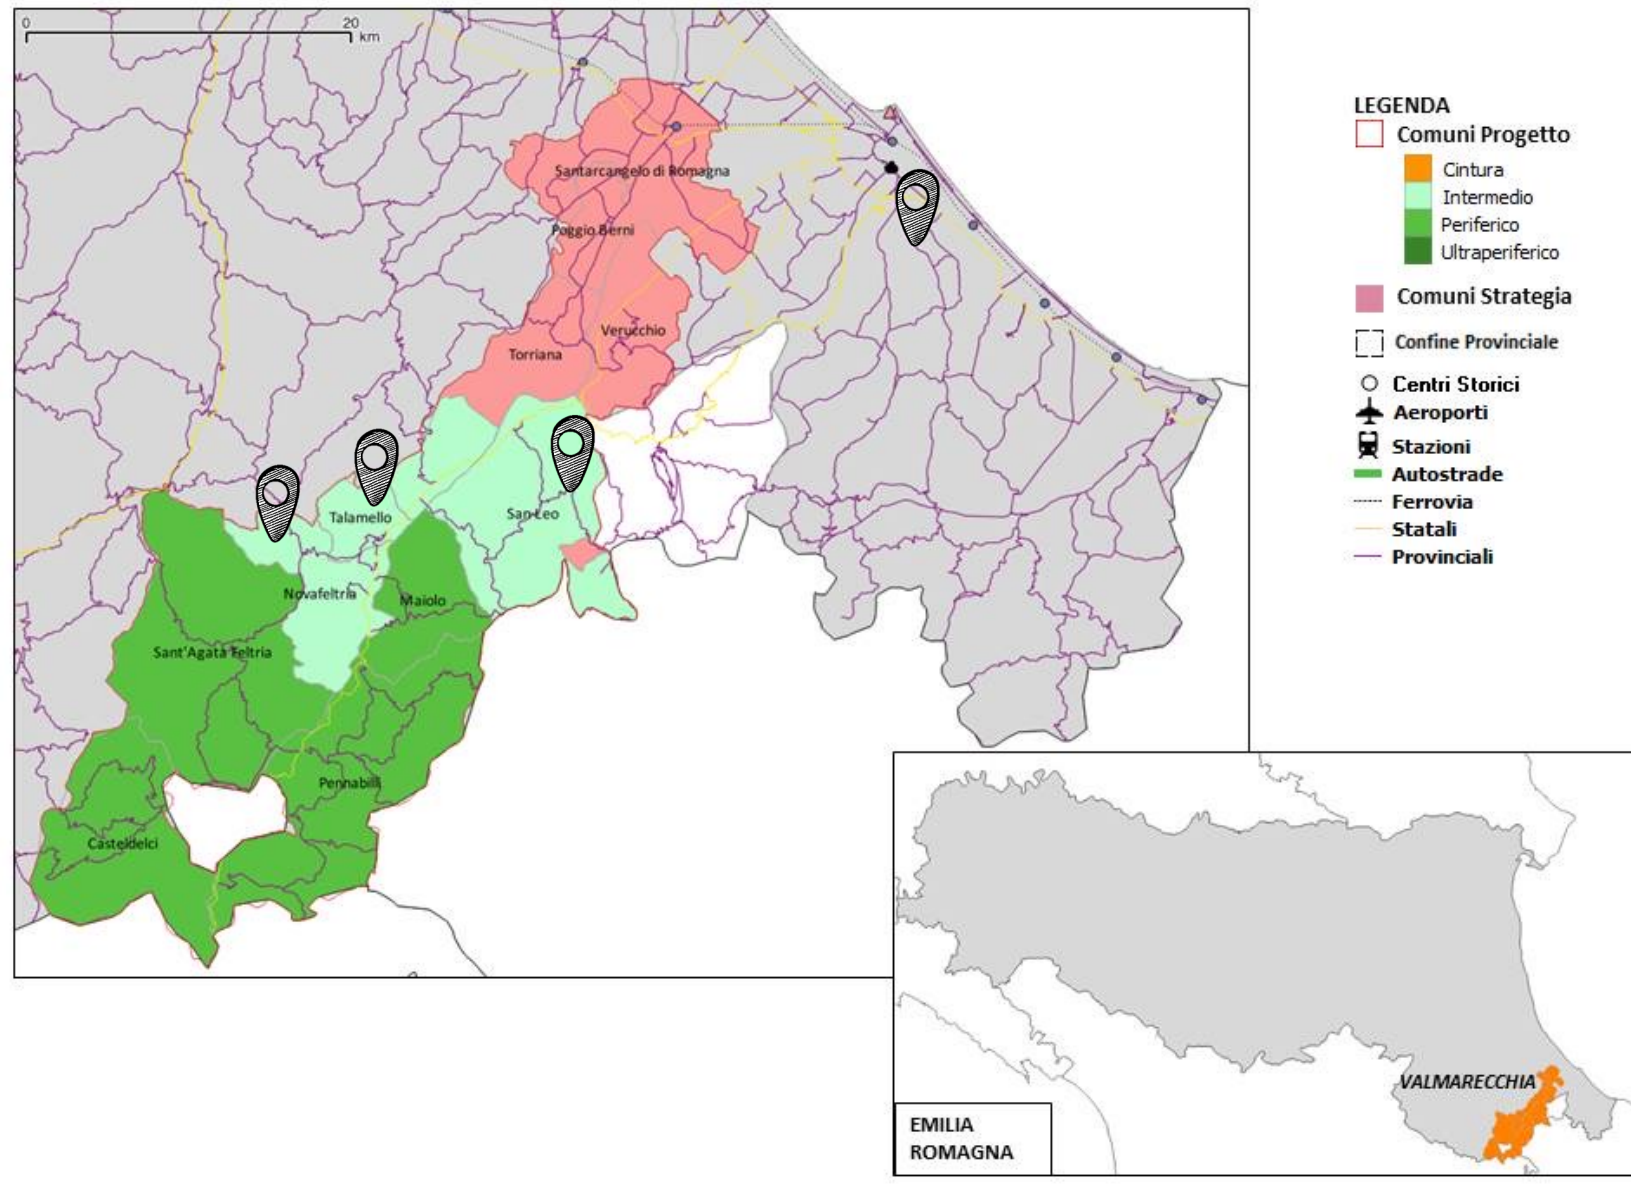 0
20
km
Santarcangelo di Romagna
Poggio Berni
Verucchio
Torriana
Talamello
San Leo
Novafeltria
Maiolo
Sant'Agata Feltria
Pennabilli
Casteldelci
LEGENDA
Comuni Progetto
Cintura
Intermedio
Periferico
Ultraperiferico
Comuni Strategia
Confine Provinciale
Centri Storici
Aeroporti
Stazioni
Autostrade
Ferrovia
Statali
Provinciali
VALMARECCHIA
EMILIA
ROMAGNA